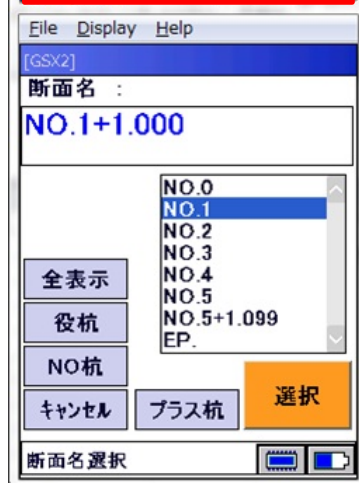 File Display Help
[GSX2]
断面名 :
NO.1+1.000
NO.0
NO.1
NO.2
NO.3
NO.4
NO.5
NO.5+1.099
EP.
全表示
役杭
NO杭
ｷｬﾝｾﾙ
プラス杭
選択
断面名選択